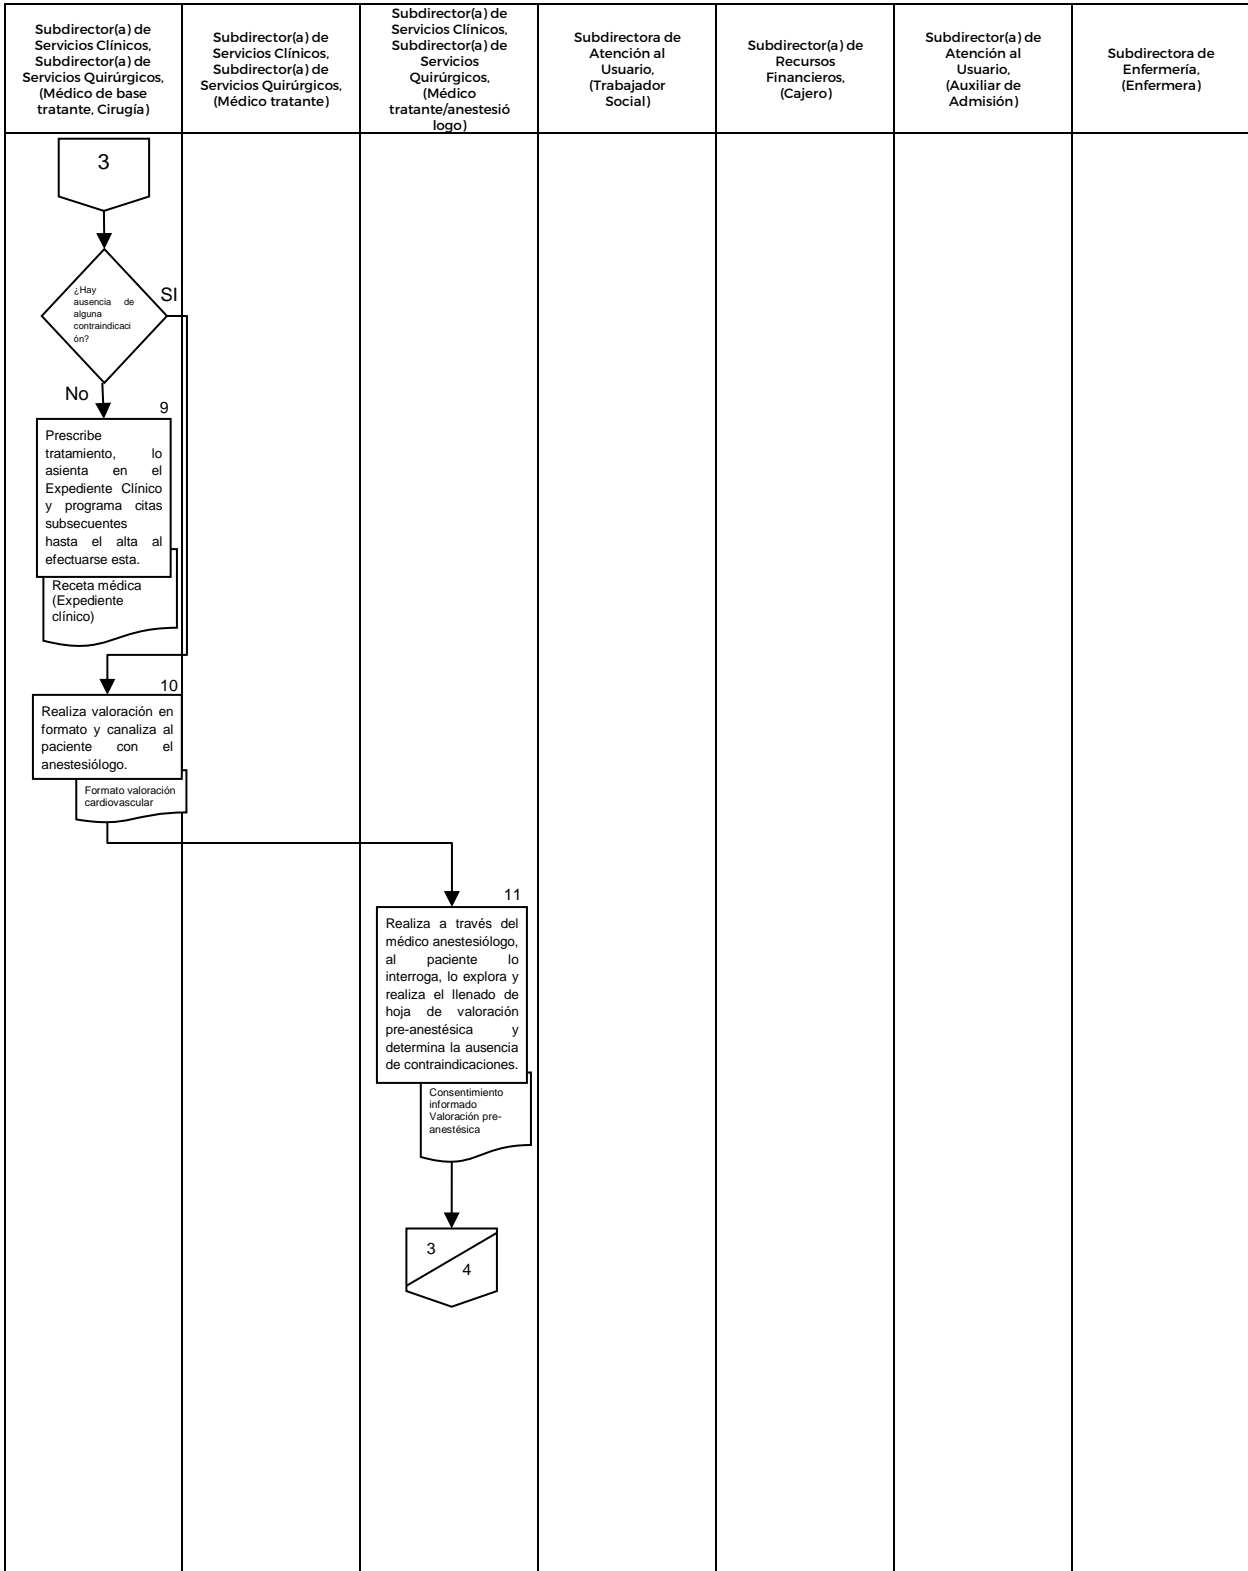 Subdirector(a) de
Servicios Clínicos,
Subdirector(a) de
Servicios Quirúrgicos,
(Médico de base
tratante, Cirugía)
Subdirector(a) de
Servicios Clínicos,
Subdirector(a) de
Servicios Quirúrgicos,
(Médico tratante)
Subdirector(a) de
Servicios Clínicos,
Subdirector(a) de
Servicios
Quirúrgicos,
(Médico
tratante/anestesió
logo)
Subdirectora de
Atención al
Usuario,
(Trabajador
Social)
Subdirector(a) de
Recursos
Financieros,
(Cajero)
Subdirector(a) de
Atención al
Usuario,
(Auxiliar de
Admisión)
Subdirectora de
Enfermería,
(Enfermera)
3
¿Hay
ausencia de
alguna
contraindicaci
ón?
SI
No
9
Prescribe
tratamiento, lo
asienta en el
Expediente Clínico
y programa citas
subsecuentes
hasta el alta al
efectuarse esta.
Receta médica
(Expediente
clínico)
10
Realiza valoración en
formato y canaliza al
paciente con el
anestesiólogo.
Formato valoración
cardiovascular
11
Realiza a través del
médico anestesiólogo,
al paciente lo
interroga, lo explora y
realiza el llenado de
hoja de valoración
pre-anestésica y
determina la ausencia
de contraindicaciones.
Consentimiento
informado
Valoración pre-
anestésica
3
4